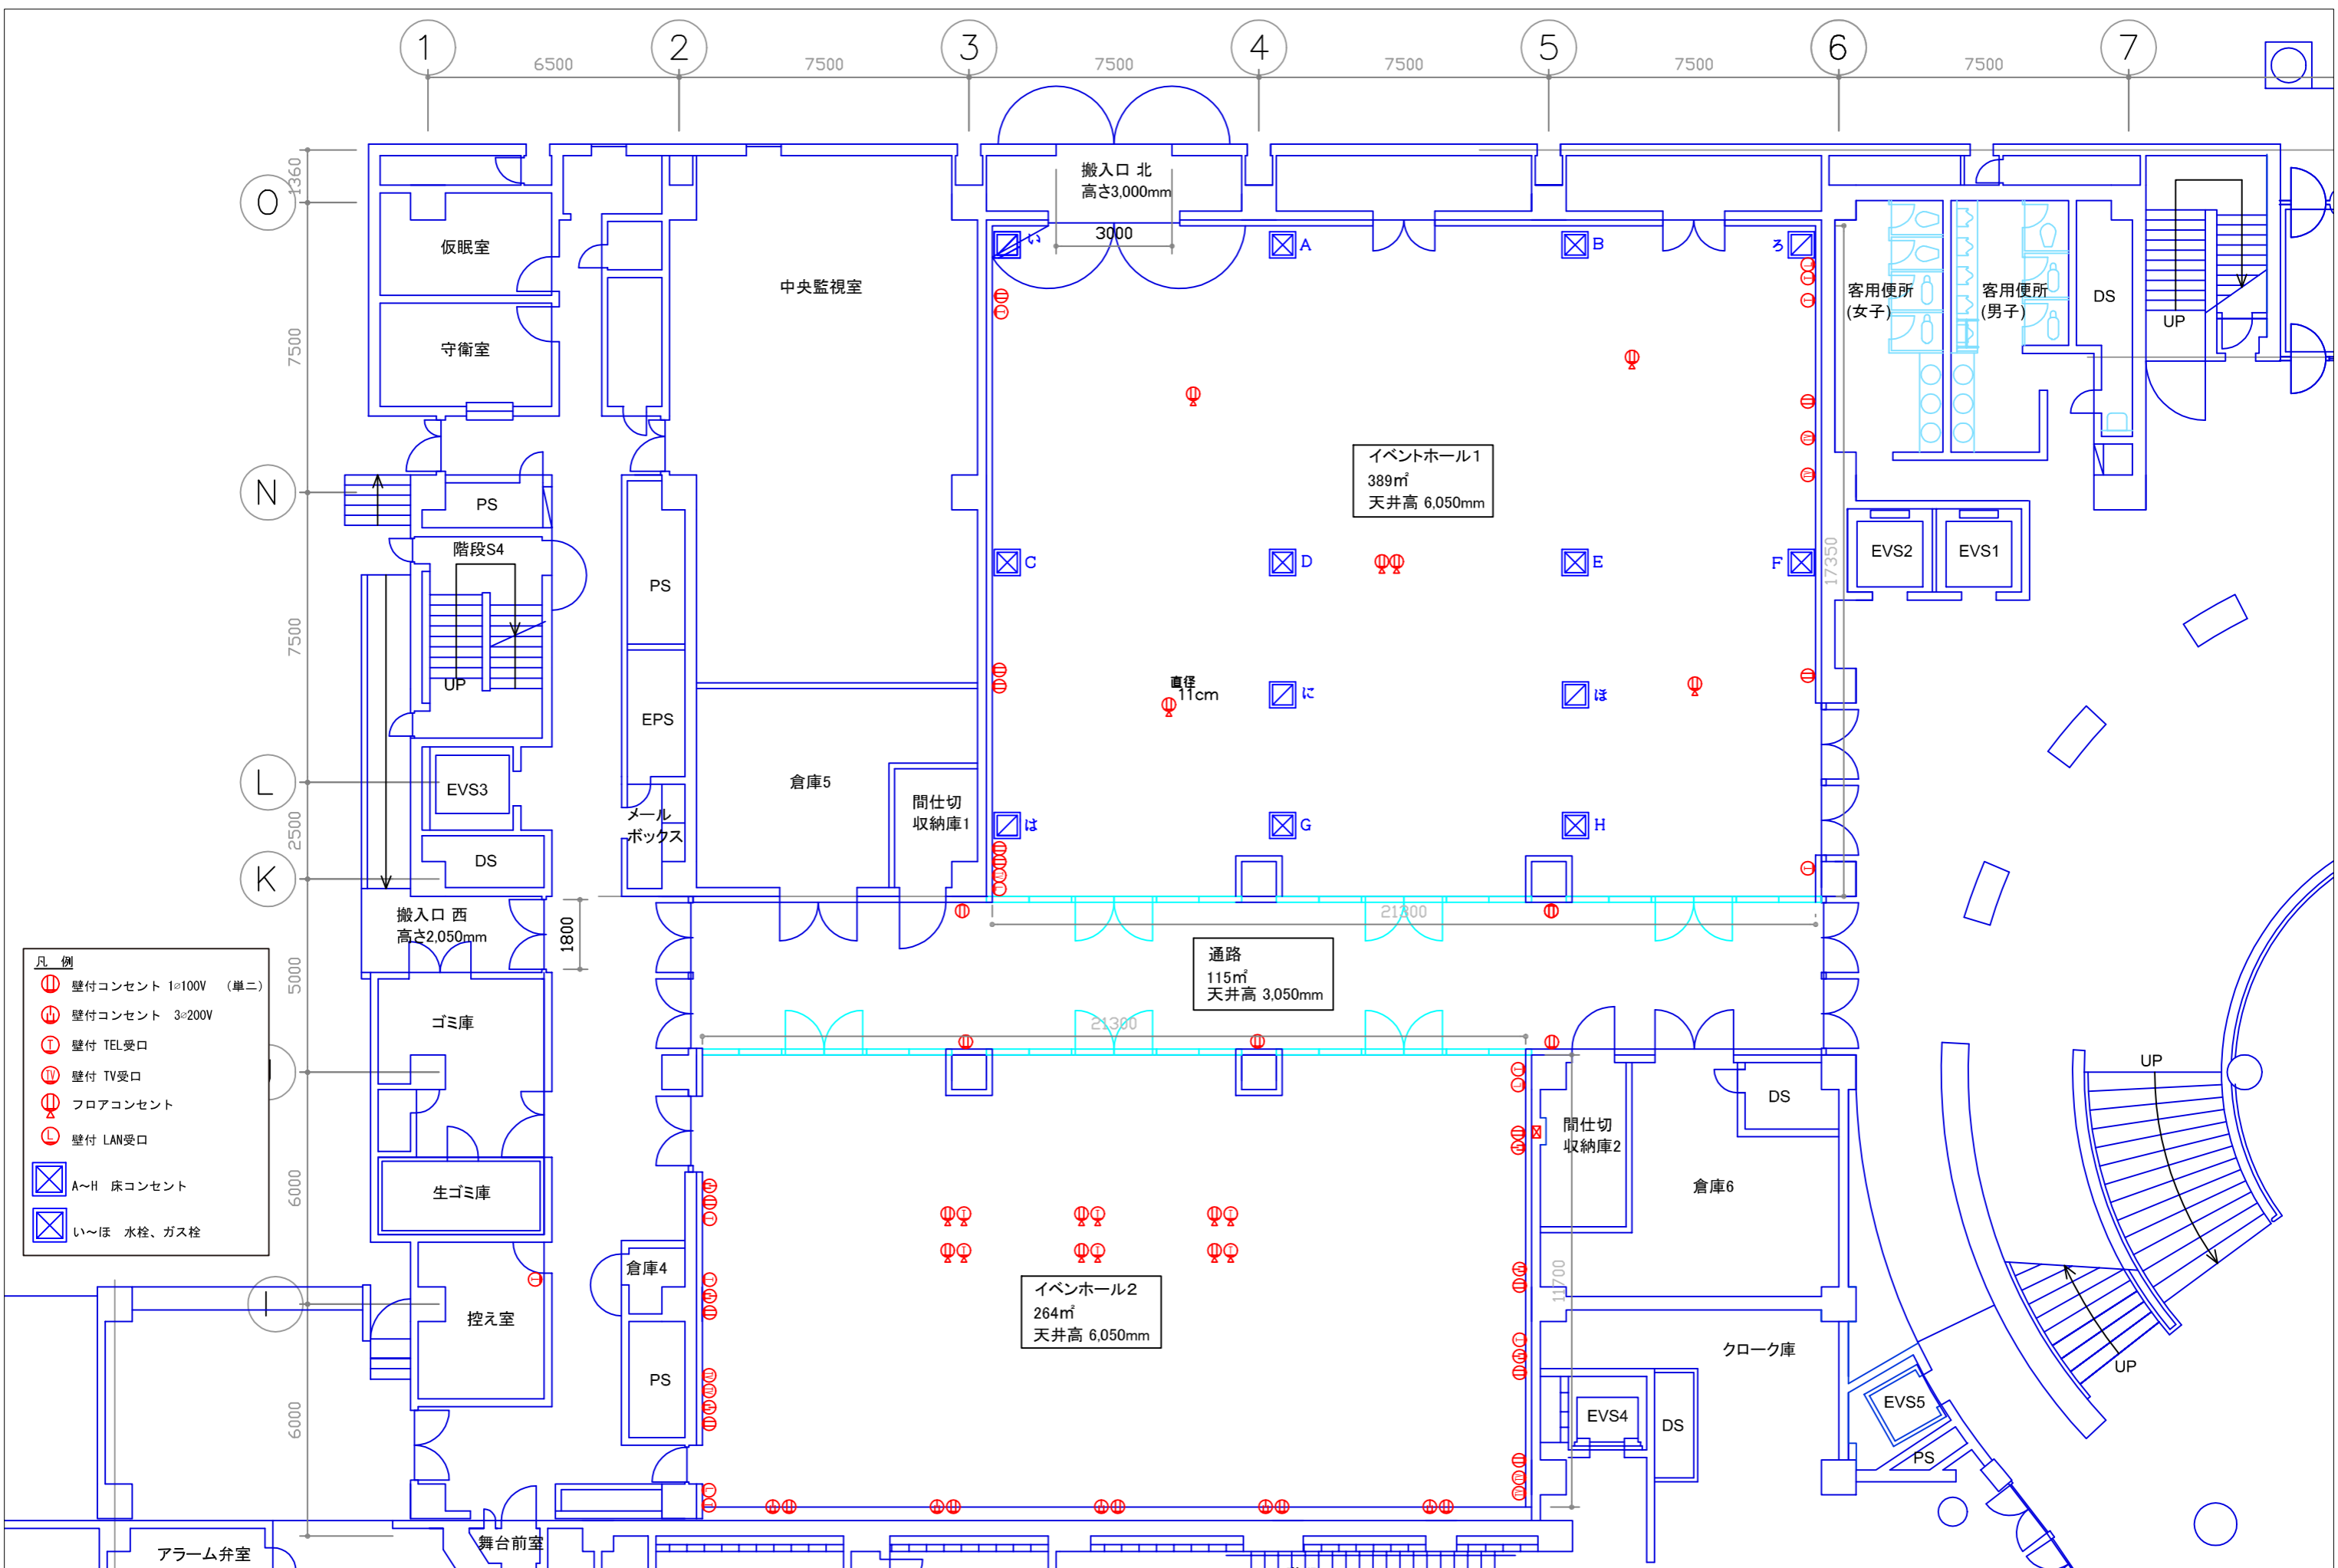 1
2
3
4
5
6
7
6500
7500
7500
7500
7500
7500
1360
O
7500
N
7500
L
2500
K
5000
6000
I
6000
搬入口 北
高さ3,000mm
3000
い
A
B
ろ
仮眠室
守衛室
中央監視室
客用便所
(女子)
客用便所
(男子)
DS
UP
イベントホール1
389㎡
天井高 6,050mm
PS
階段S4
UP
PS
EPS
C
D
E
F
17350
EVS2
EVS1
直径
11cm
に
ほ
EVS3
DS
メール
ボックス
倉庫5
間仕切
収納庫1
は
G
H
搬入口 西
高さ2,050mm
1800
21300
通路
115㎡
天井高 3,050mm
21300
凡 例
壁付コンセント 1∅100V (単二)
壁付コンセント 3∅200V
T 壁付 TEL受口
TV 壁付 TV受口
フロアコンセント
L 壁付 LAN受口
A~H 床コンセント
い~ほ 水栓、ガス栓
ゴミ庫
生ゴミ庫
控え室
倉庫4
PS
イベンホール2
264㎡
天井高 6,050mm
間仕切
収納庫2
DS
倉庫6
11700
クローク庫
EVS4
DS
EVS5
PS
UP
UP
アラーム弁室
舞台前室